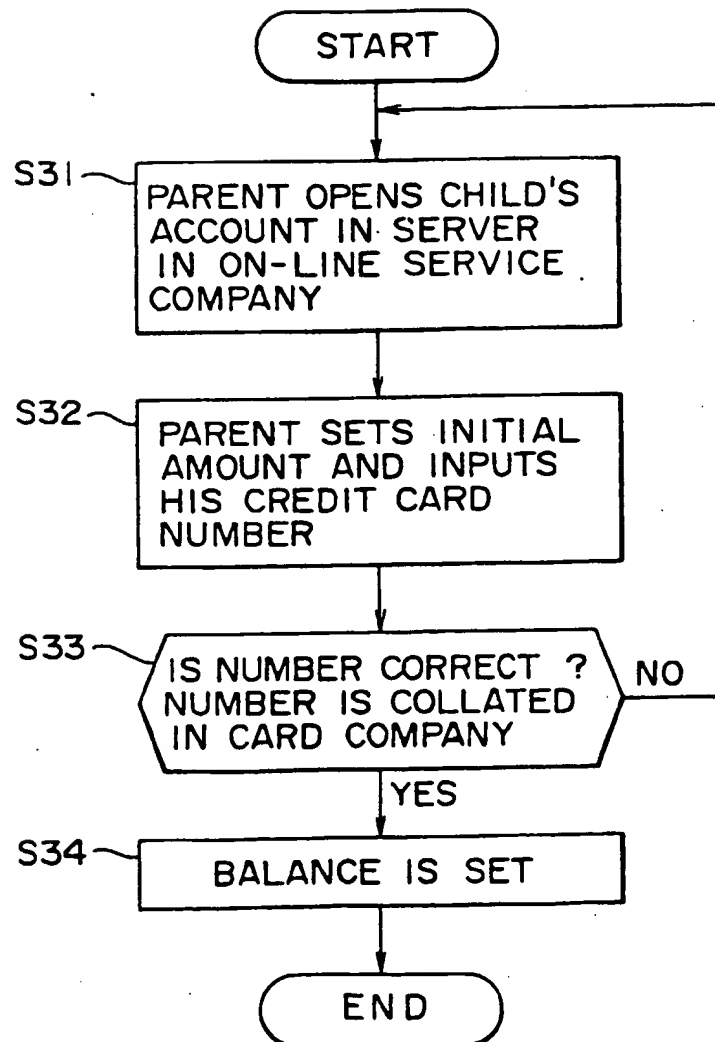 START
S31
PARENT OPENS CHILD'S
ACCOUNT IN SERVER
IN ON-LINE SERVICE
COMPANY
S32
PARENT SETS INITIAL
AMOUNT AND INPUTS
HIS CREDIT CARD
NUMBER
S33
IS NUMBER CORRECT ?
NUMBER IS COLLATED
IN CARD COMPANY
NO
YES
S34
BALANCE IS SET
END